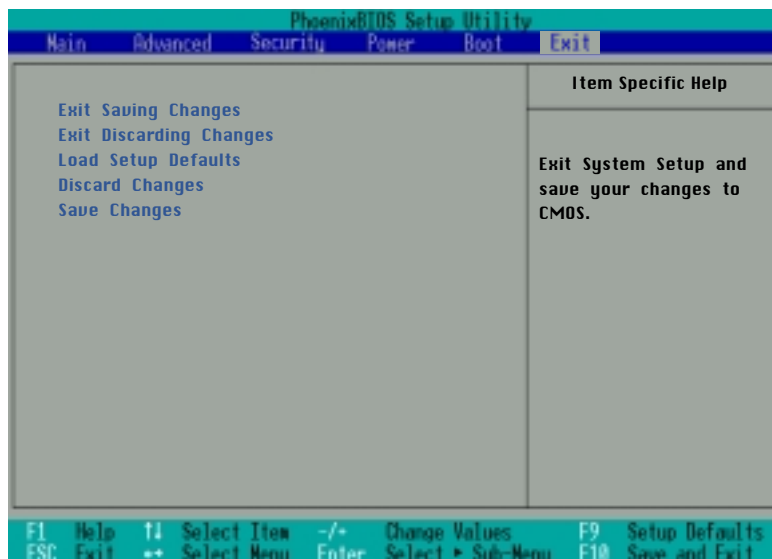 PhoenixBIOS Setup Utility
Main Advanced Security Power Boot Exit
Item Specific Help
Exit Saving Changes
Exit Discarding Changes
Load Setup Defaults
Discard Changes
Save Changes
Exit System Setup and
save your changes to
CMOS.
F1 Help ↑↓ Select Item -/+ Change Values F9 Setup Defaults
ESC Exit ↔ Select Menu Enter Select ▸ Sub-Menu F10 Save and Exit